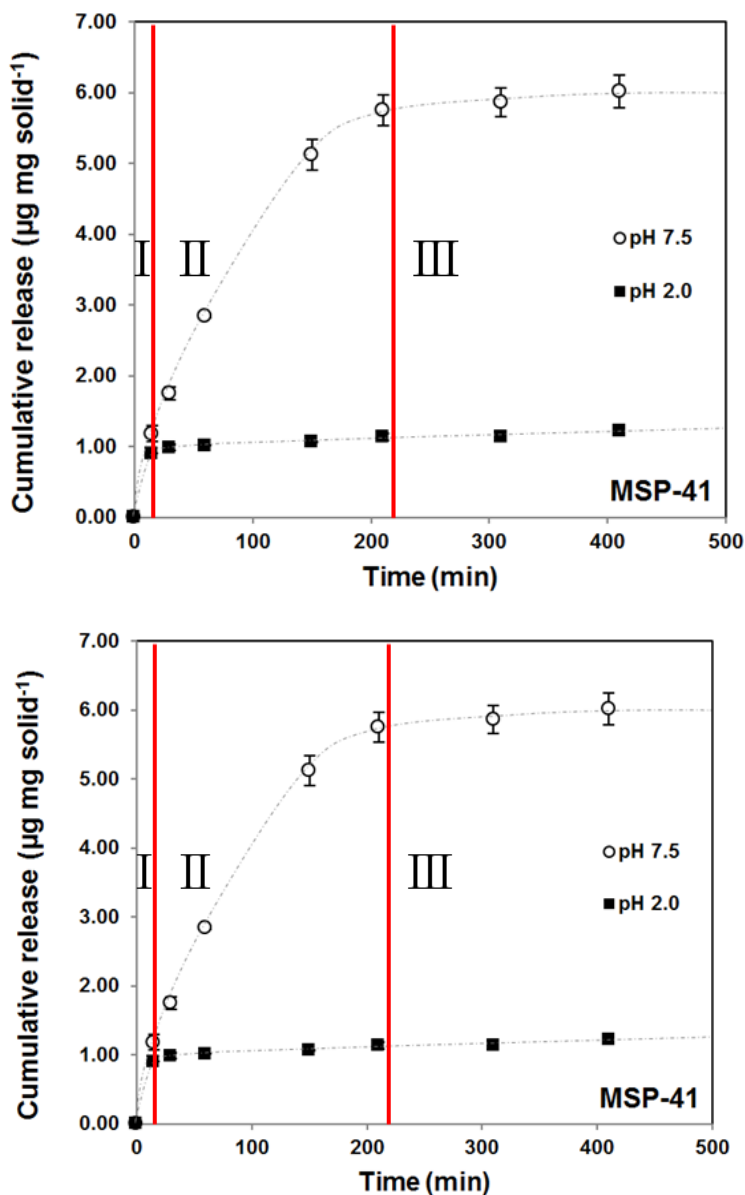 7.00
6.00
5.00
4.00
3.00
2.00
1.00
0.00
Cumulative release (µg mg solid-1)
I II III
pH 7.5
pH 2.0
MSP-41
0 100 200 300 400 500
Time (min)
7.00
6.00
5.00
4.00
3.00
2.00
1.00
0.00
Cumulative release (µg mg solid-1)
I II III
pH 7.5
pH 2.0
MSP-41
0 100 200 300 400 500
Time (min)